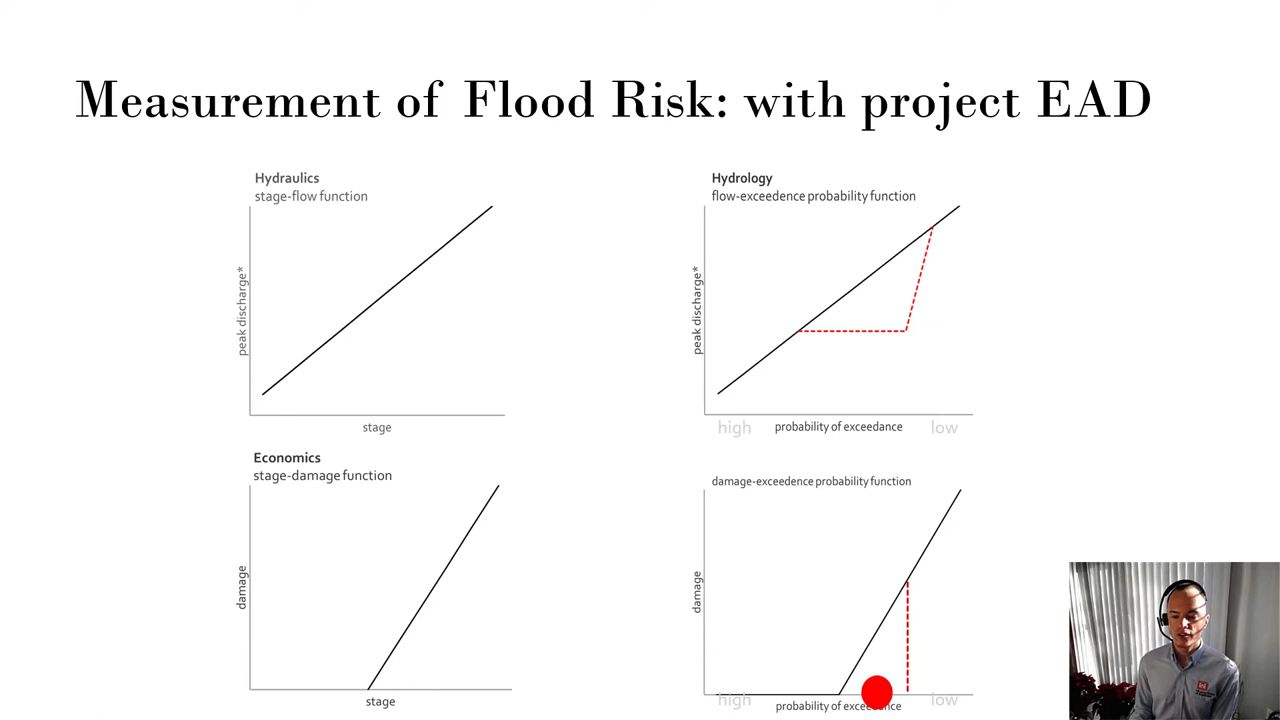 Measurement of Flood Risk: with project EAD
Hydraulics
stage-flow function
peak discharge*
stage
Hydrology
flow-exceedence probability function
peak discharge*
high
probability of exceedance
low
Economics
stage-damage function
damage
stage
damage-exceedence probability function
damage
high
probability of
low